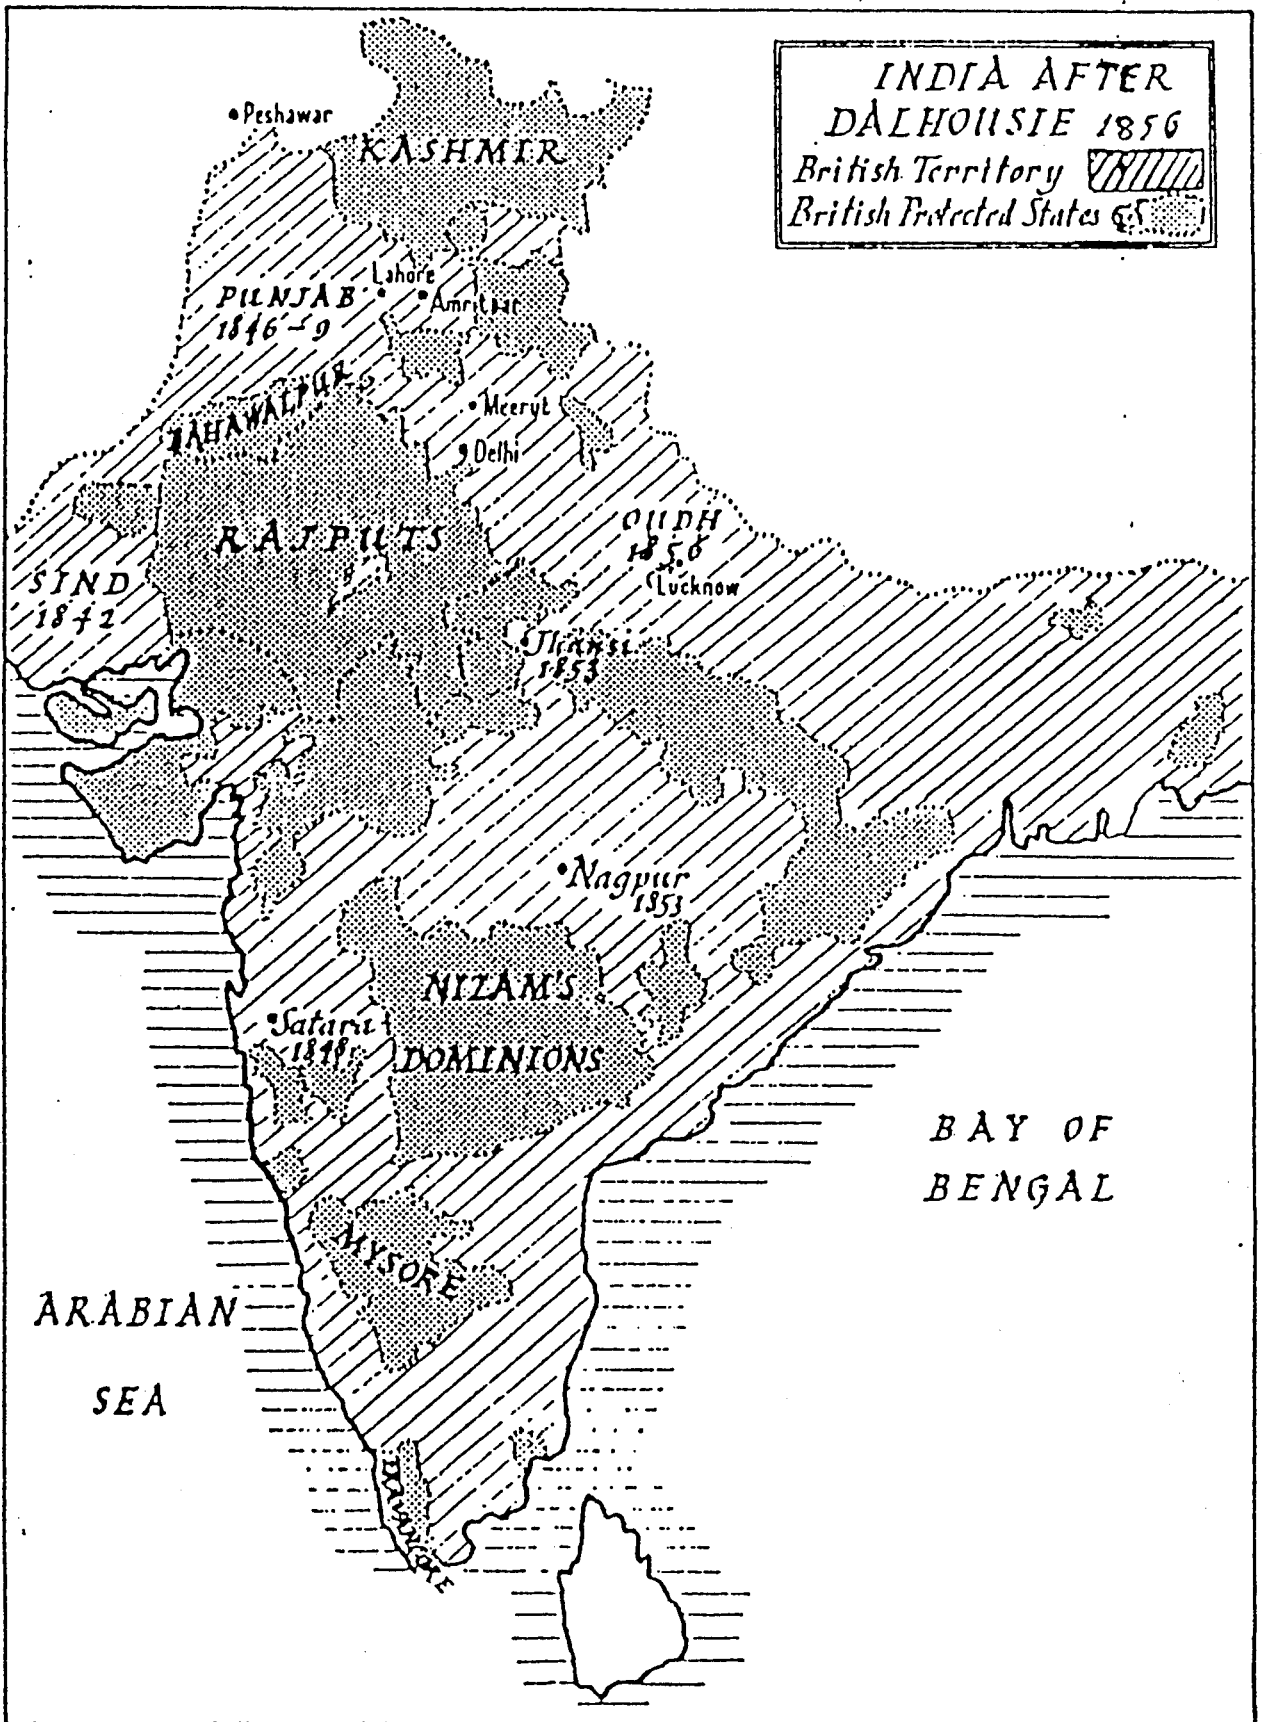 INDIA AFTER
DALHOUSIE 1856
British Territory
British Protected States
Peshawar
KASHMIR
Lahore
Amritsar
PUNJAB
1846-9
BAHAWALPUR
Meerut
Delhi
RAJPUTS
OUDH
1856
Lucknow
SIND
1842
Jhansi
1853
Nagpur
1853
NIZAM'S
DOMINIONS
Satara
1848
BAY OF
BENGAL
MYSORE
ARABIAN
SEA
TRAVANCORE